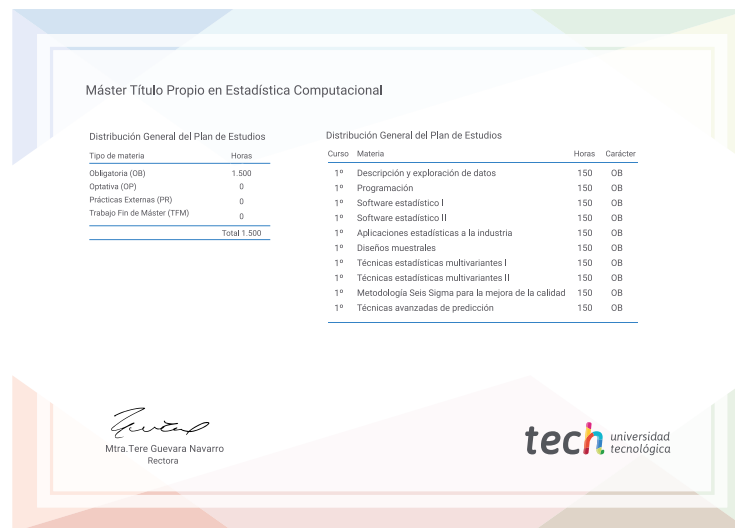 Máster Título Propio en Estadística Computacional
Distribución General del Plan de Estudios
Tipo de materia Horas
Obligatoria (OB) 1.500
Optativa (OP) 0
Prácticas Externas (PR) 0
Trabajo Fin de Máster (TFM) 0
Total 1.500
Distribución General del Plan de Estudios
Curso Materia Horas Carácter
1º Descripción y exploración de datos 150 OB
1º Programación 150 OB
1º Software estadístico I 150 OB
1º Software estadístico II 150 OB
1º Aplicaciones estadísticas a la industria 150 OB
1º Diseños muestrales 150 OB
1º Técnicas estadísticas multivariantes I 150 OB
1º Técnicas estadísticas multivariantes II 150 OB
1º Metodología Seis Sigma para la mejora de la calidad 150 OB
1º Técnicas avanzadas de predicción 150 OB
Mtra.Tere Guevara Navarro
Rectora
tech universidad
tecnológica